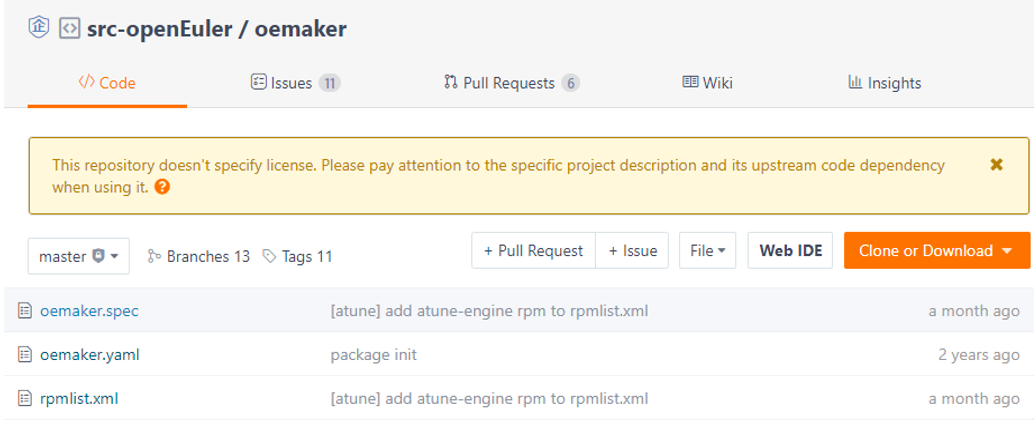 src-openEuler / oemaker
Code Issues 11 Pull Requests 6 Wiki Insights
This repository doesn't specify license. Please pay attention to the specific project description and its upstream code dependency
when using it. ?
master Branches 13 Tags 11 + Pull Request + Issue File Web IDE Clone or Download
oemaker.spec [atune] add atune-engine rpm to rpmlist.xml a month ago
oemaker.yaml package init 2 years ago
rpmlist.xml [atune] add atune-engine rpm to rpmlist.xml a month ago